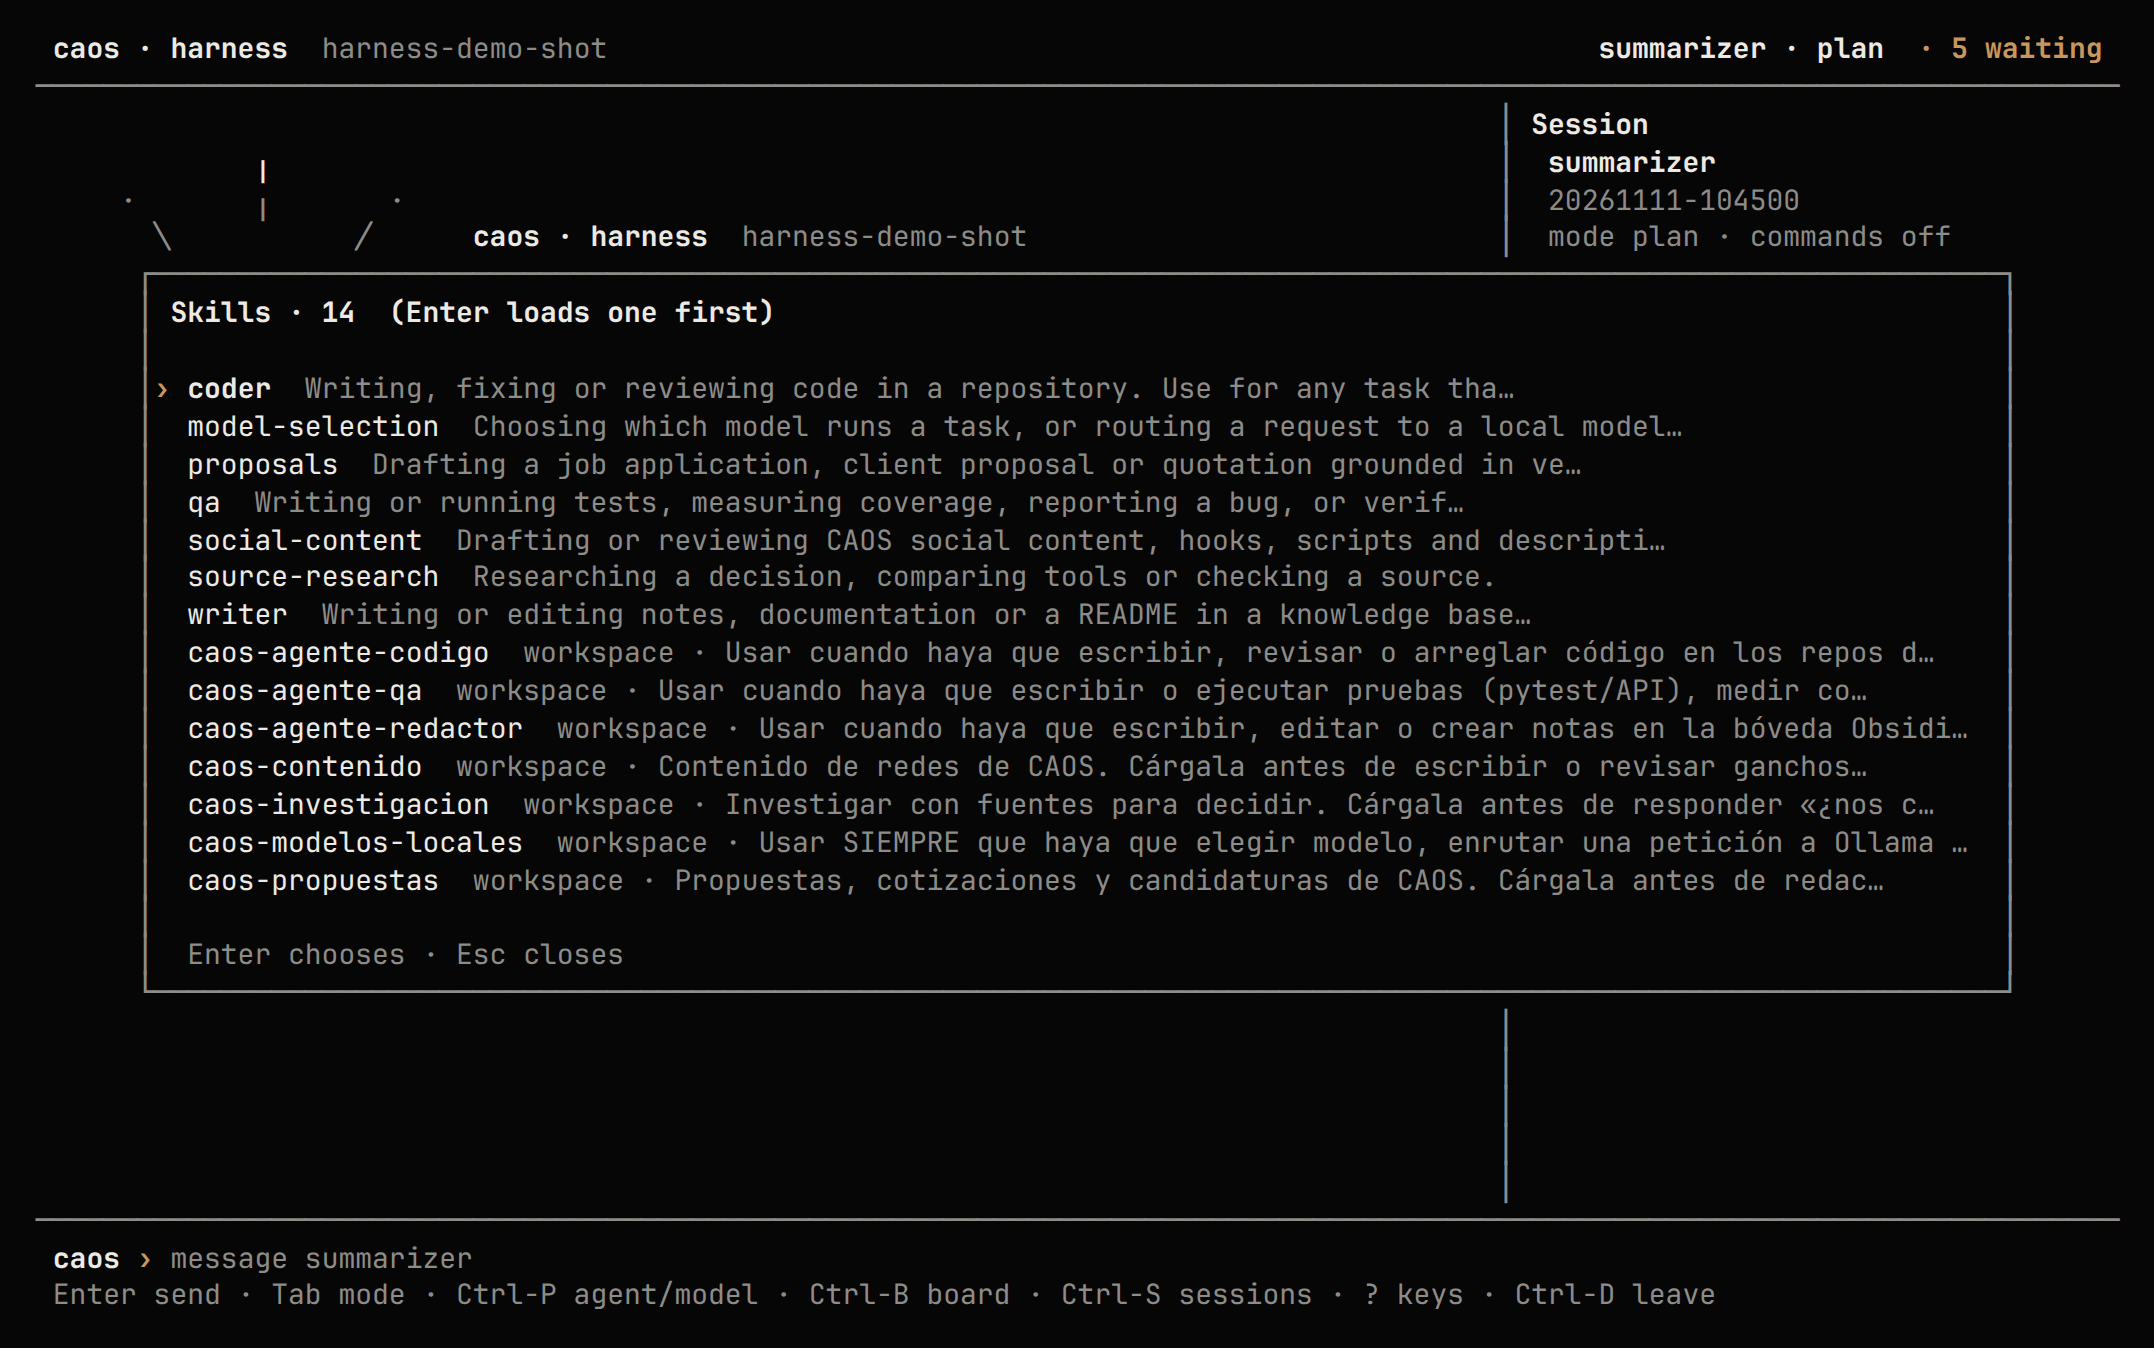 caos · harness  harness-demo-shot
summarizer · plan  · 5 waiting
Session
summarizer
20261111-104500
mode plan · commands off
caos · harness  harness-demo-shot
Skills · 14  (Enter loads one first)
› coder  Writing, fixing or reviewing code in a repository. Use for any task tha…
model-selection  Choosing which model runs a task, or routing a request to a local model…
proposals  Drafting a job application, client proposal or quotation grounded in ve…
qa  Writing or running tests, measuring coverage, reporting a bug, or verif…
social-content  Drafting or reviewing CAOS social content, hooks, scripts and descripti…
source-research  Researching a decision, comparing tools or checking a source.
writer  Writing or editing notes, documentation or a README in a knowledge base…
caos-agente-codigo  workspace · Usar cuando haya que escribir, revisar o arreglar código en los repos d…
caos-agente-qa  workspace · Usar cuando haya que escribir o ejecutar pruebas (pytest/API), medir co…
caos-agente-redactor  workspace · Usar cuando haya que escribir, editar o crear notas en la bóveda Obsidi…
caos-contenido  workspace · Contenido de redes de CAOS. Cárgala antes de escribir o revisar ganchos…
caos-investigacion  workspace · Investigar con fuentes para decidir. Cárgala antes de responder «¿nos c…
caos-modelos-locales  workspace · Usar SIEMPRE que haya que elegir modelo, enrutar una petición a Ollama …
caos-propuestas  workspace · Propuestas, cotizaciones y candidaturas de CAOS. Cárgala antes de redac…
Enter chooses · Esc closes
caos › message summarizer
Enter send · Tab mode · Ctrl-P agent/model · Ctrl-B board · Ctrl-S sessions · ? keys · Ctrl-D leave